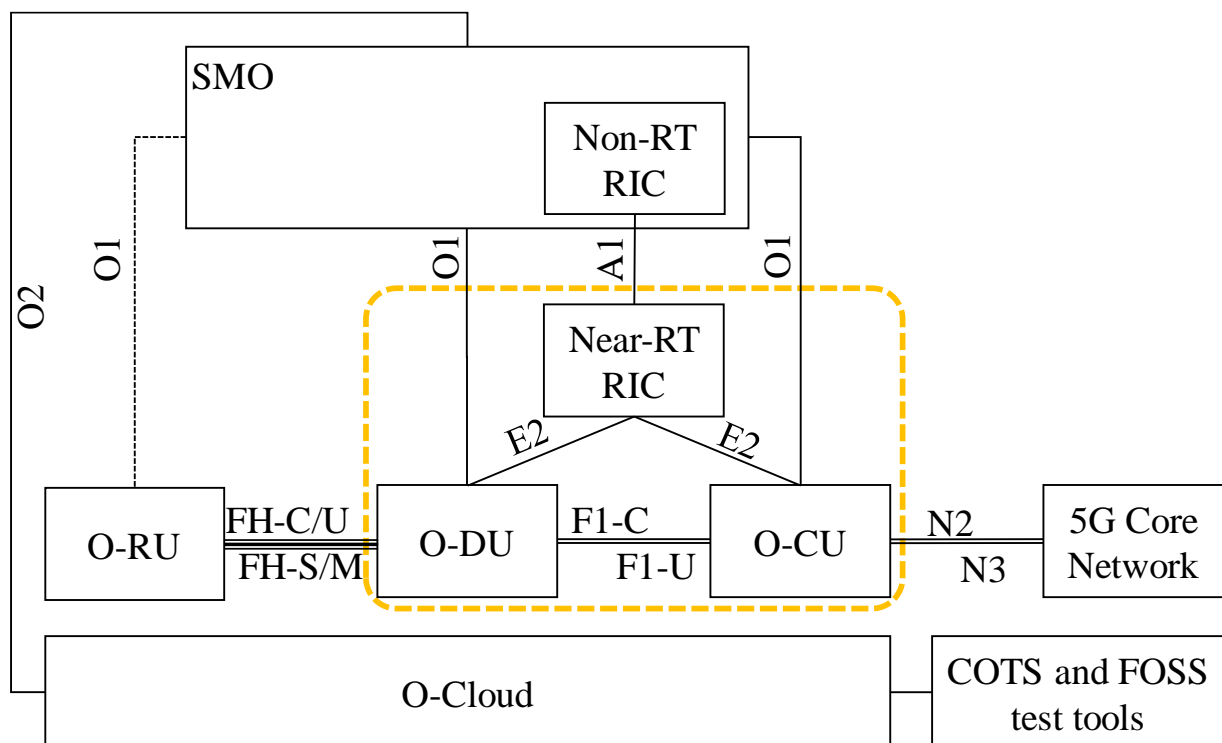 SMO
Non-RT
RIC
O1
O1
A1
O1
O2
Near-RT
RIC
E2
E2
O-RU
FH-C/U
FH-S/M
O-DU
F1-C
F1-U
O-CU
N2
N3
5G Core
Network
O-Cloud
COTS and FOSS
test tools